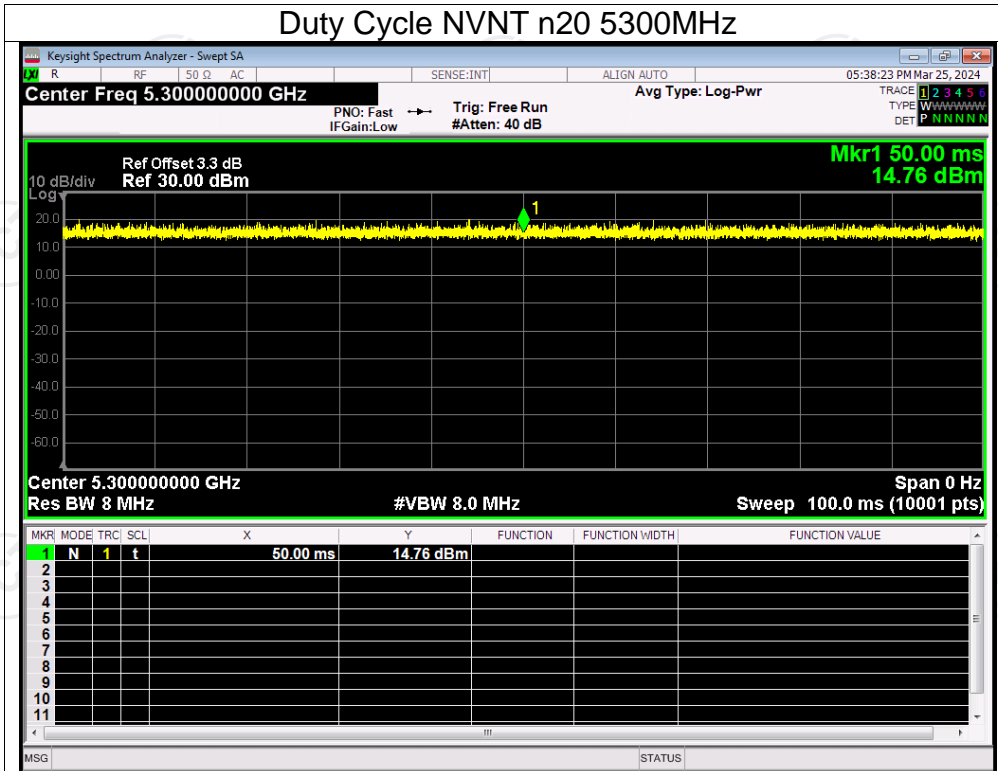 Duty Cycle NVNT n20 5300MHz
Keysight Spectrum Analyzer - Swept SA
LXI R RF 50 Ω AC SENSE:INT ALIGN AUTO 05:38:23 PM Mar 25, 2024
Center Freq 5.300000000 GHz
PNO: Fast
IFGain:Low
Trig: Free Run
#Atten: 40 dB
Avg Type: Log-Pwr
TRACE 1 2 3 4 5 6
TYPE W
DET P N N N N N
Mkr1 50.00 ms
14.76 dBm
Ref Offset 3.3 dB
10 dB/div Ref 30.00 dBm
Log
1
20.0
10.0
0.00
-10.0
-20.0
-30.0
-40.0
-50.0
-60.0
Center 5.300000000 GHz Span 0 Hz
Res BW 8 MHz #VBW 8.0 MHz Sweep 100.0 ms (10001 pts)
MKR MODE TRC SCL X Y FUNCTION FUNCTION WIDTH FUNCTION VALUE
1 N 1 t 50.00 ms 14.76 dBm
2
3
4
5
6
7
8
9
10
11
MSG STATUS